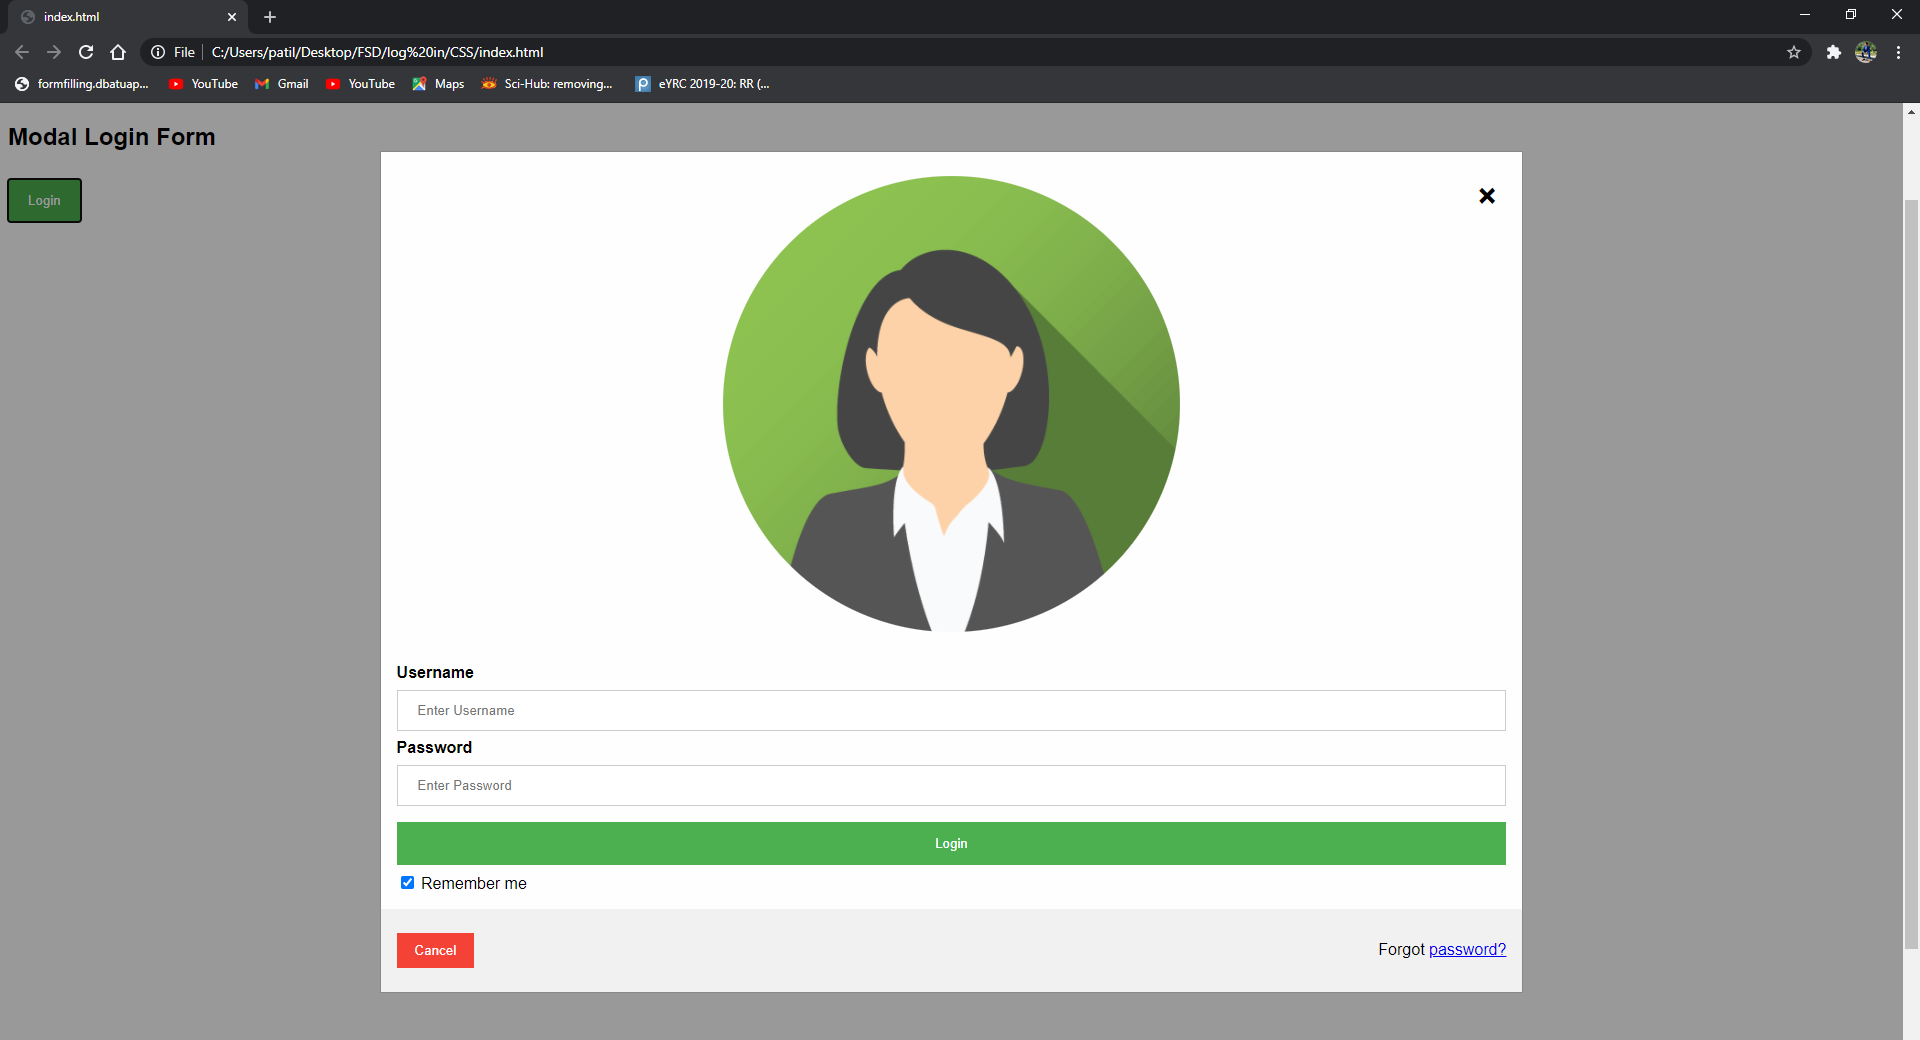 index.html
File C:/Users/patil/Desktop/FSD/log%20in/CSS/index.html
formfilling.dbatuap... YouTube Gmail YouTube Maps Sci-Hub: removing... eYRC 2019-20: RR (...
Modal Login Form
Login
Username
Enter Username
Password
Enter Password
Login
Remember me
Cancel Forgot password?